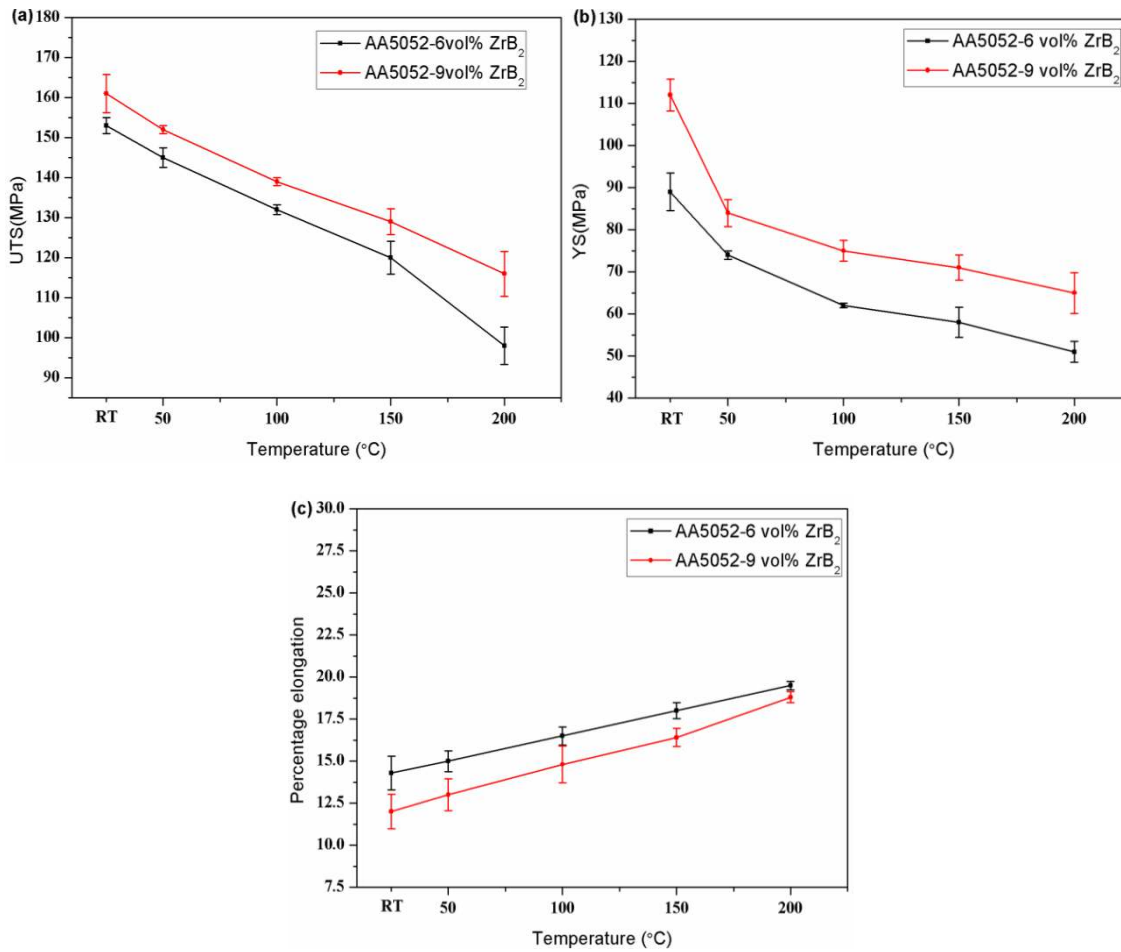 (a)
180
170
160
150
140
130
120
110
100
90
UTS(MPa)
AA5052-6vol% ZrB₂
AA5052-9vol% ZrB₂
RT 50 100 150 200
Temperature (°C)
(b)
130
120
110
100
90
80
70
60
50
40
YS(MPa)
AA5052-6 vol% ZrB₂
AA5052-9 vol% ZrB₂
RT 50 100 150 200
Temperature (°C)
(c)
30.0
27.5
25.0
22.5
20.0
17.5
15.0
12.5
10.0
7.5
Percentage elongation
AA5052-6 vol% ZrB₂
AA5052-9 vol% ZrB₂
RT 50 100 150 200
Temperature (°C)